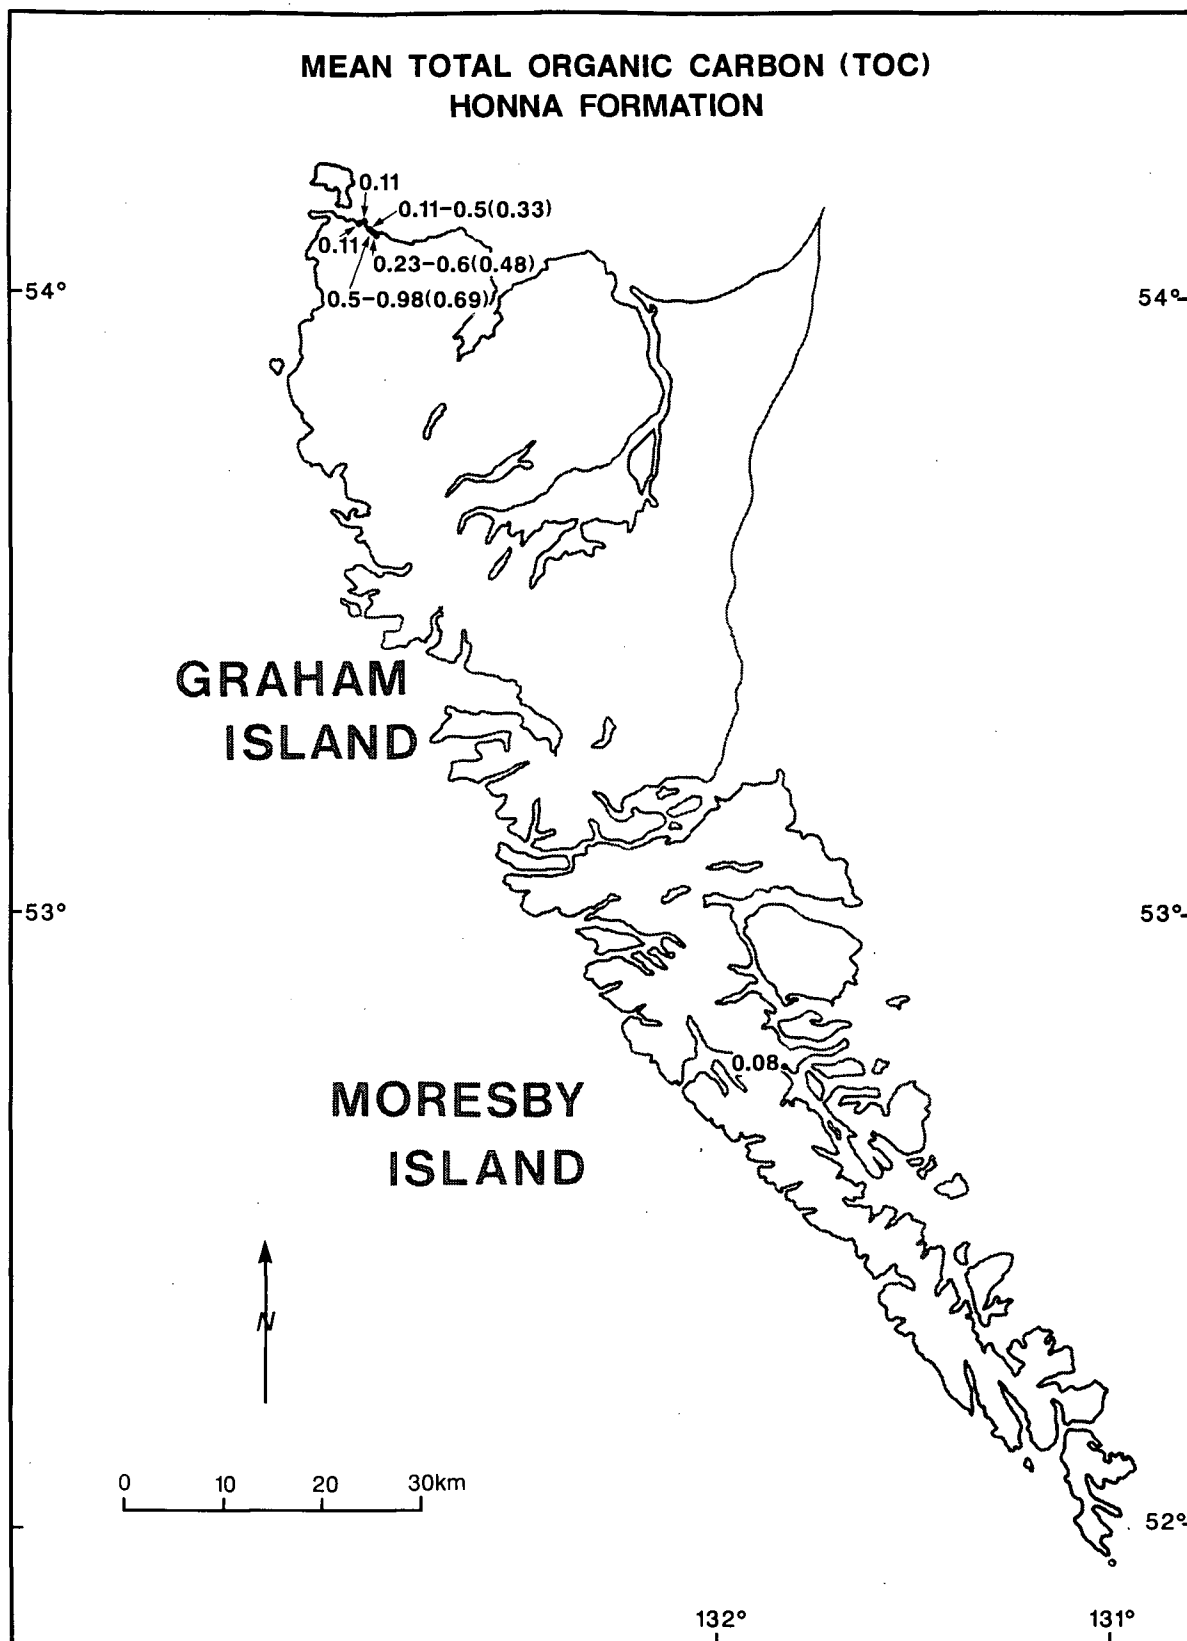 MEAN TOTAL ORGANIC CARBON (TOC)
HONNA FORMATION
0.11
0.11-0.5(0.33)
0.11
0.23-0.6(0.48)
0.5-0.98(0.69)
54°
54°
GRAHAM
ISLAND
53°
53°
0.08
MORESBY
ISLAND
N
0 10 20 30km
52°
132° 131°